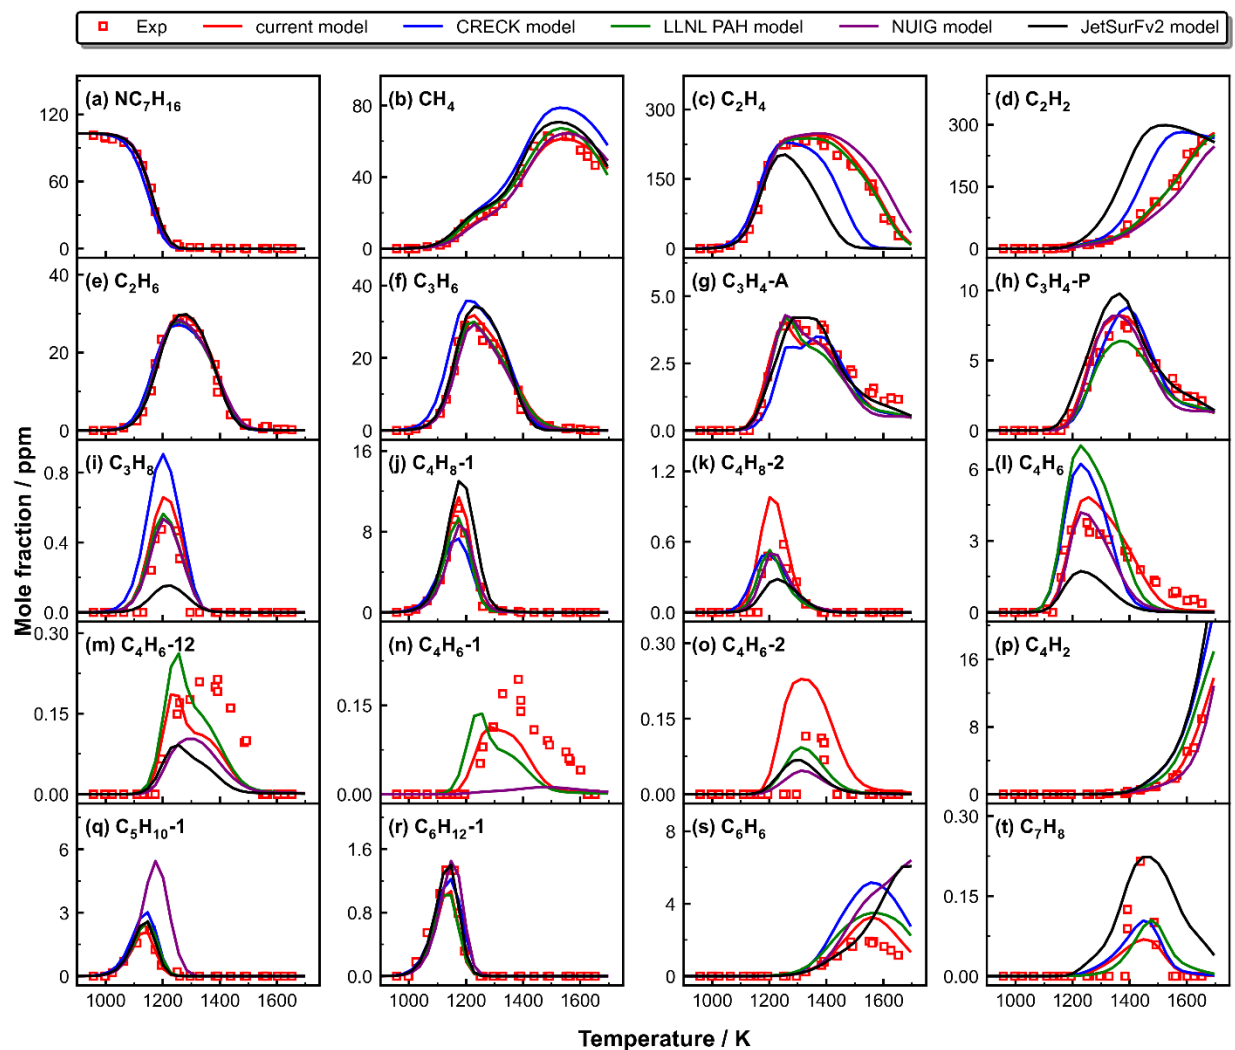 Exp current model CRECK model LLNL PAH model NUIG model JetSurFv2 model
(a) NC7H16 (b) CH4 (c) C2H4 (d) C2H2
120 80 300 300
60 40 150 150
0 0 0 0
(e) C2H6 (f) C3H6 (g) C3H4-A (h) C3H4-P
40 40 5.0 10
20 20 2.5 5
0 0 0.0 0
(i) C3H8 (j) C4H8-1 (k) C4H8-2 (l) C4H6
0.8 16 1.2 6
0.4 8 0.6 3
0.0 0 0.0 0
Mole fraction / ppm
(m) C4H6-12 (n) C4H6-1 (o) C4H6-2 (p) C4H2
0.30 0.15 0.30 16
0.15 0.00 0.15 8
0.00 0.00 0
(q) C5H10-1 (r) C6H12-1 (s) C6H6 (t) C7H8
6 1.6 8 0.30
3 0.8 4 0.15
0 0.0 0 0.00
1000 1200 1400 1600 1000 1200 1400 1600 1000 1200 1400 1600 1000 1200 1400 1600
Temperature / K